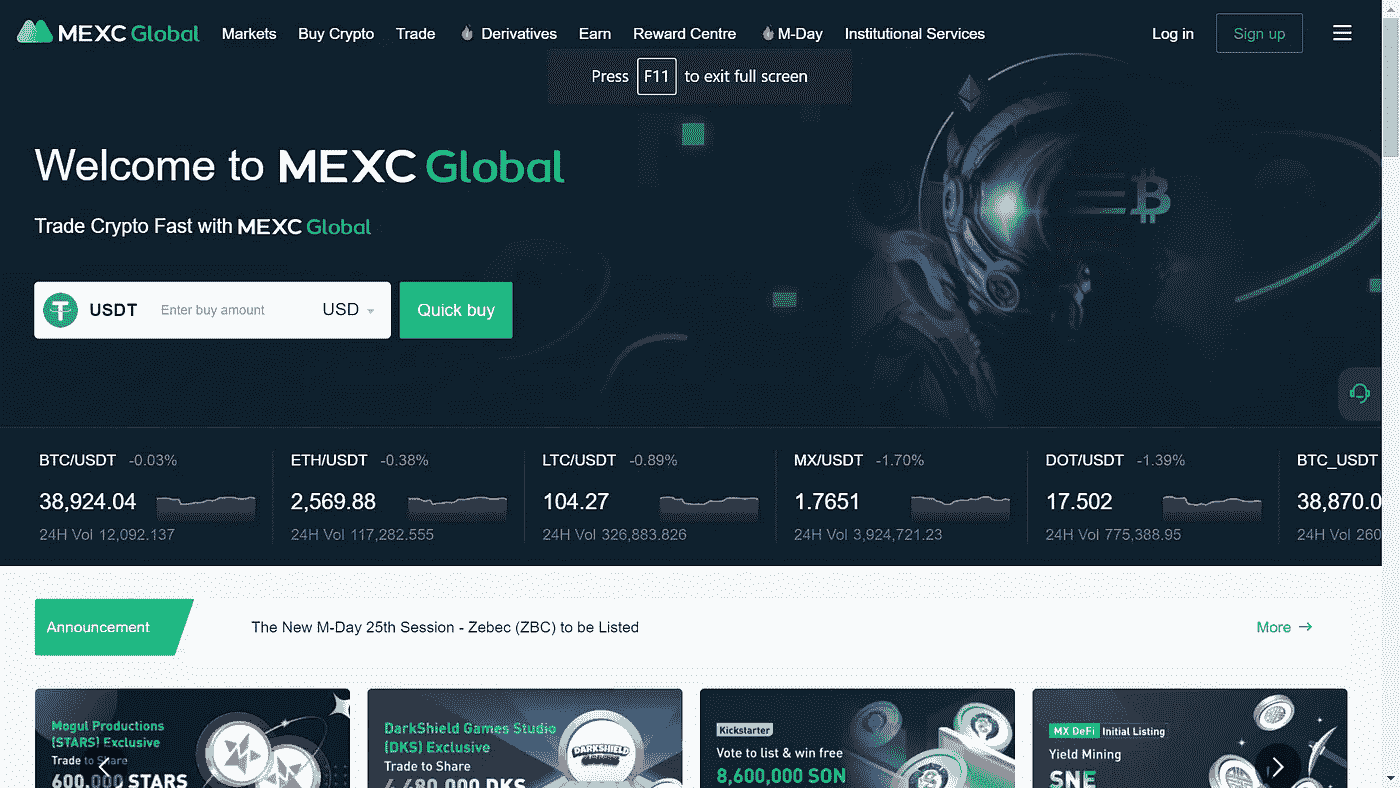 MEXC Global Markets Buy Crypto Trade Derivatives Earn Reward Centre M-Day Institutional Services Log in Sign up
Press F11 to exit full screen
Welcome to MEXC Global
Trade Crypto Fast with MEXC Global
USDT Enter buy amount USD Quick buy
BTC/USDT -0.03%
38,924.04
24H Vol 12,092.137
ETH/USDT -0.38%
2,569.88
24H Vol 117,282.555
LTC/USDT -0.89%
104.27
24H Vol 326,883.826
MX/USDT -1.70%
1.7651
24H Vol 3,924,721.23
DOT/USDT -1.39%
17.502
24H Vol 775,388.95
BTC_USDT
38,870.0
24H Vol 260
Announcement The New M-Day 25th Session - Zebec (ZBC) to be Listed More
Mogul Productions
(STARS) Exclusive
Trade to Share
600,000 STARS
DarkShield Games Studio
(DKS) Exclusive
Trade to Share
4,480,000 DKS
DARKSHIELD
Kickstarter
Vote to list & win free
8,600,000 SON
MX DeFi Initial Listing
Yield Mining
SNE